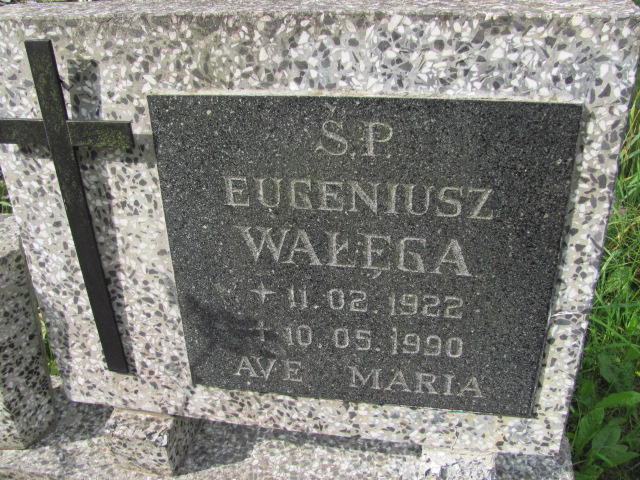 Ś.P.
EUGENIUSZ
WAŁĘGA
+ 11.02.1922
+ 10.05.1990
AVE MARIA